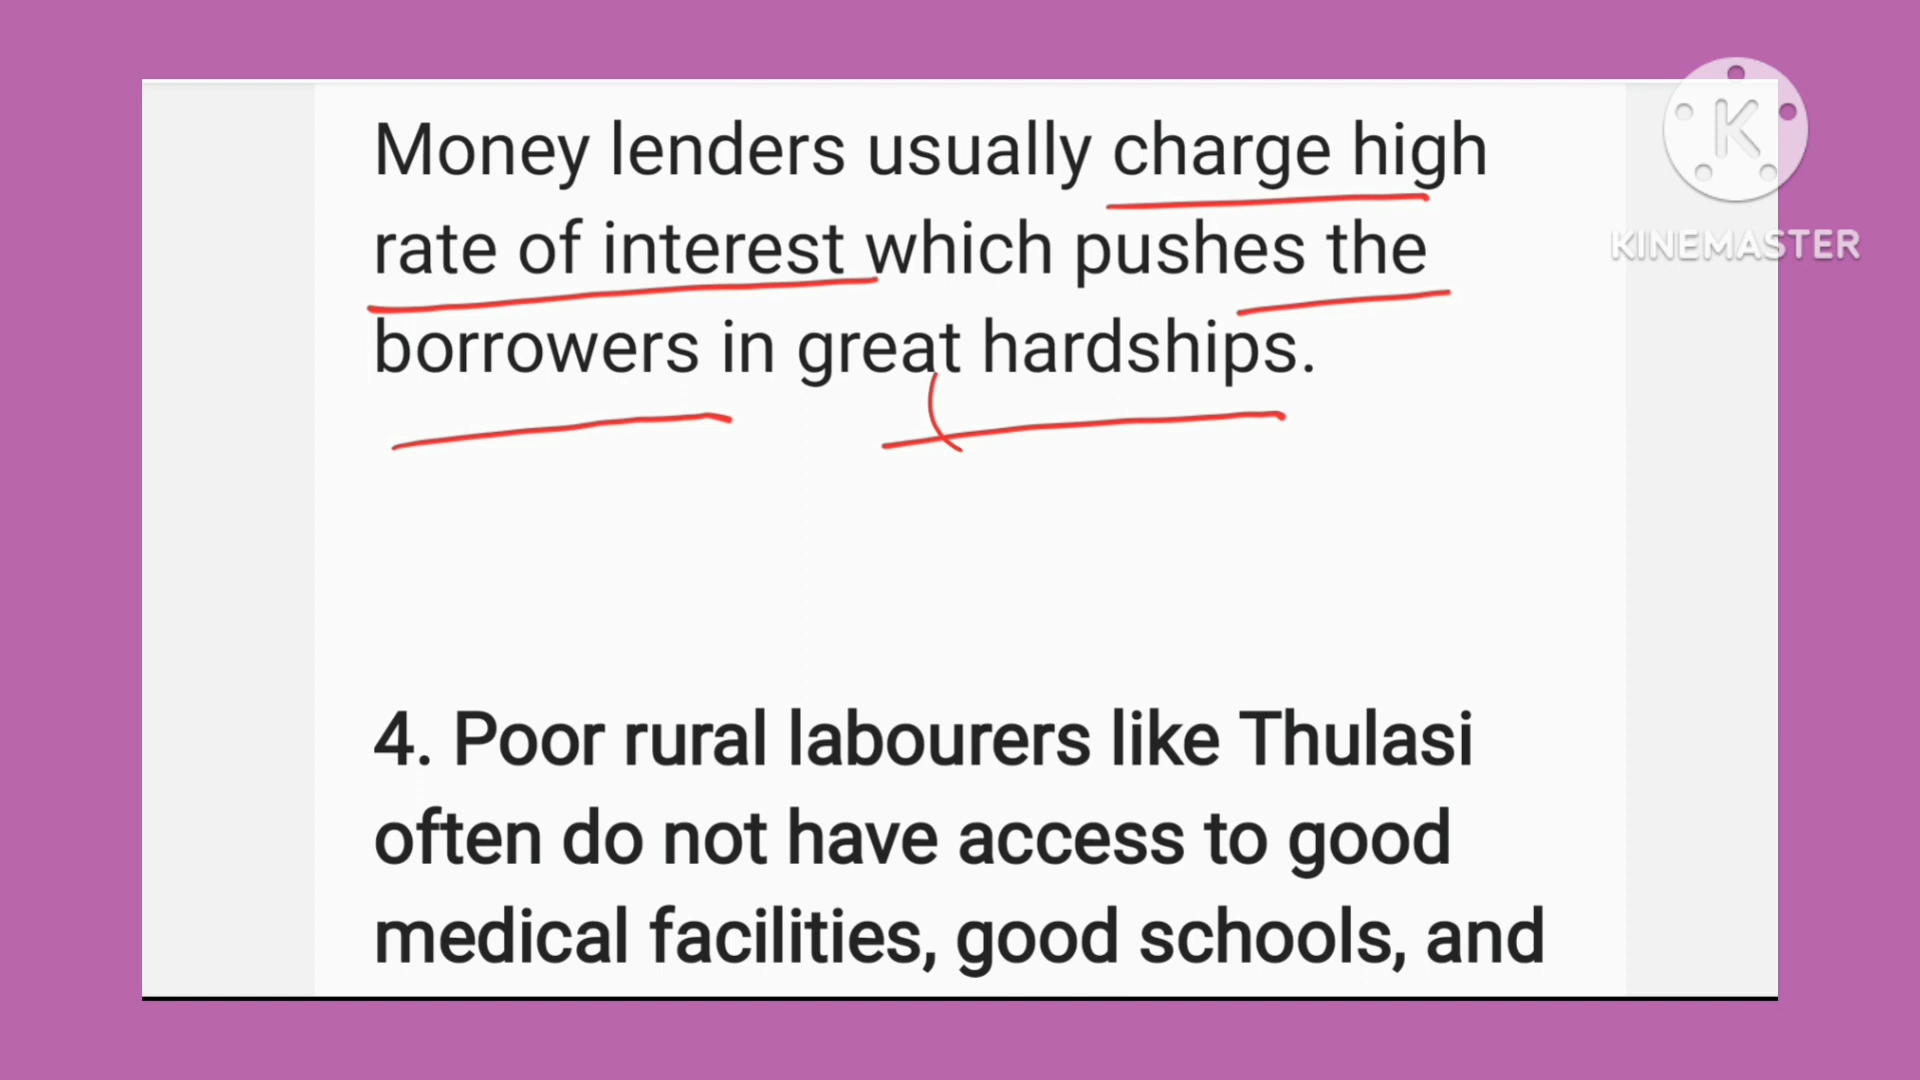 Money lenders usually charge high
rate of interest which pushes the
borrowers in great hardships.
4. Poor rural labourers like Thulasi
often do not have access to good
medical facilities, good schools, and
K
KINEMASTER